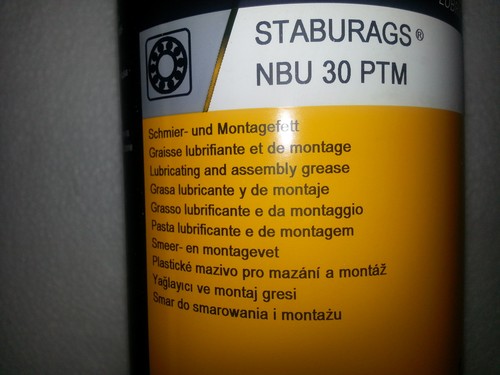 STABURAGS®
NBU 30 PTM
Schmier- und Montagefett
Graisse lubrifiante et de montage
Lubricating and assembly grease
Grasa lubricante y de montaje
Grasso lubrificante e da montaggio
Pasta lubrificante e de montagem
Smeer- en montagevet
Plastické mazivo pro mazání a montáž
Yağlayıcı ve montaj gresi
Smar do smarowania i montażu